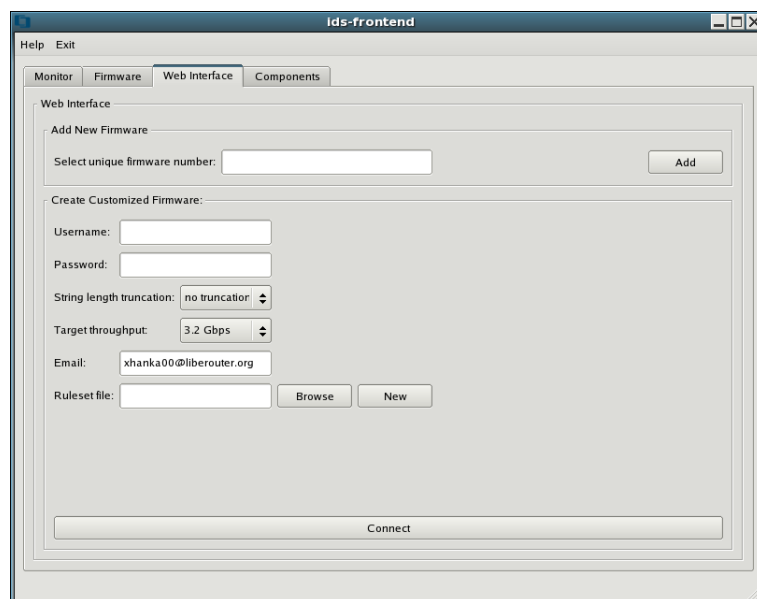 ids-frontend
Help Exit
Monitor Firmware Web Interface Components
Web Interface
Add New Firmware
Select unique firmware number: Add
Create Customized Firmware:
Username:
Password:
String length truncation: no truncation
Target throughput: 3.2 Gbps
Email: xhanka00@liberouter.org
Ruleset file: Browse New
Connect